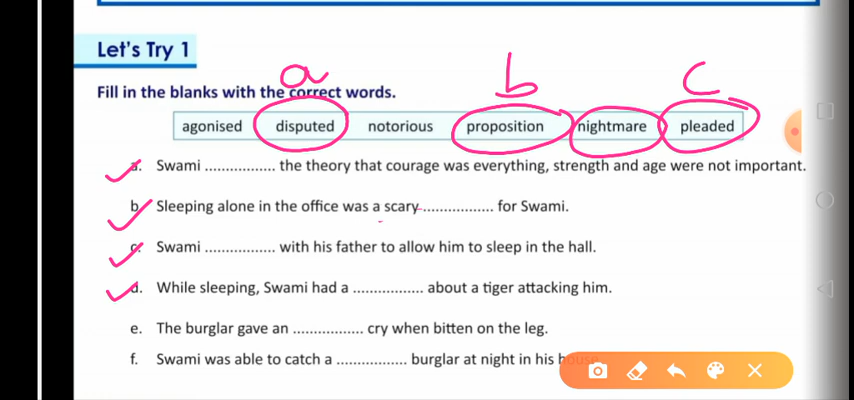 Let's Try 1
a b c
Fill in the blanks with the correct words.
agonised disputed notorious proposition nightmare pleaded
a. Swami ................ the theory that courage was everything, strength and age were not important.
b. Sleeping alone in the office was a scary ................ for Swami.
c. Swami ................ with his father to allow him to sleep in the hall.
d. While sleeping, Swami had a ................ about a tiger attacking him.
e. The burglar gave an ................ cry when bitten on the leg.
f. Swami was able to catch a ................ burglar at night in his house